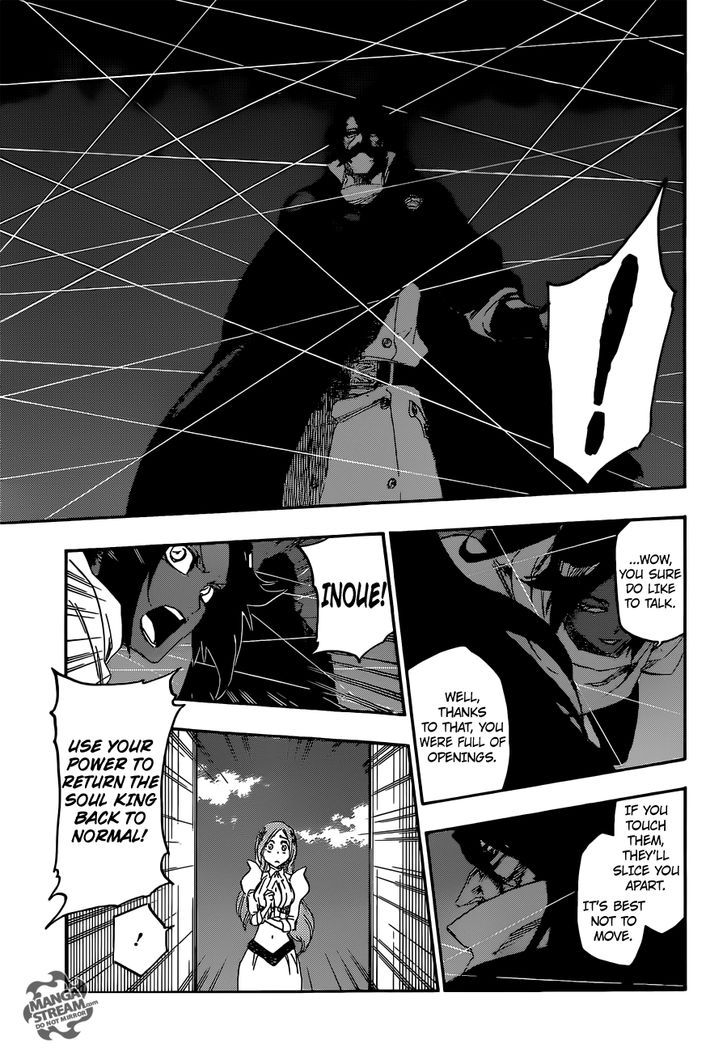 !
...WOW,
YOU SURE
DO LIKE
TO TALK.
WELL,
THANKS
TO THAT, YOU
WERE FULL OF
OPENINGS.
IF YOU
TOUCH
THEM,
THEY'LL
SLICE YOU
APART.
IT'S BEST
NOT TO
MOVE.
INOUE!
USE YOUR
POWER TO
RETURN THE
SOUL KING
BACK TO
NORMAL!
!
MANGA
STREAM.com
DO NOT MIRROR